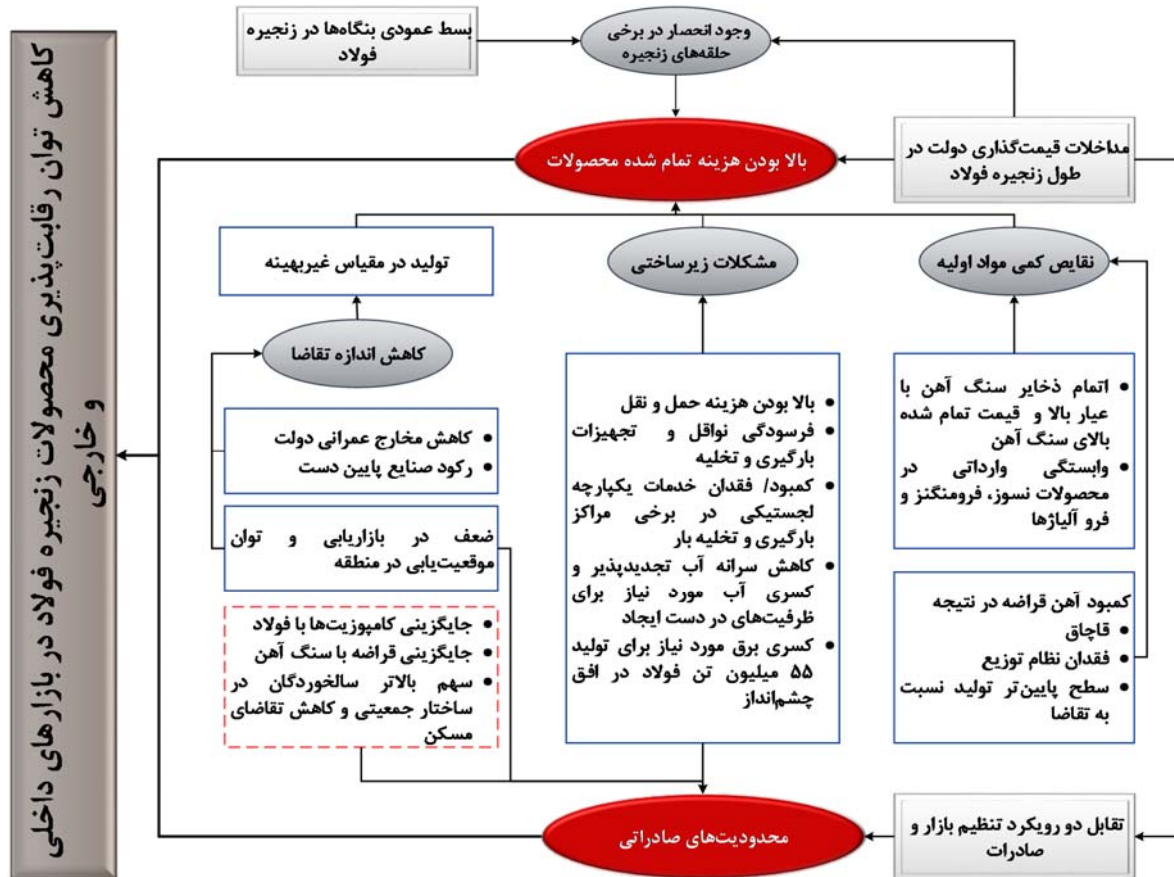 کاهش توان رقابت‌پذیری محصولات زنجیره فولاد در بازارهای داخلی
و خارجی
وجود انحصار در برخی
حلقه‌های زنجیره
بسط عمودی بنگاه‌ها در زنجیره
فولاد
مداخلات قیمت‌گذاری دولت در
طول زنجیره فولاد
بالا بودن هزینه تمام شده محصولات
نقایص کمی مواد اولیه
مشکلات زیرساختی
تولید در مقیاس غیربهینه
کاهش اندازه تقاضا
• اتمام ذخایر سنگ آهن با
عیار بالا و قیمت تمام شده
بالای سنگ آهن
• وابستگی وارداتی در
محصولات نسوز، فرومنگنز و
فرو آلیاژها
کمبود آهن قراضه در نتیجه
• قاچاق
• فقدان نظام توزیع
• سطح پایین‌تر تولید نسبت
به تقاضا
• بالا بودن هزینه حمل و نقل
• فرسودگی نواقل و تجهیزات
بارگیری و تخلیه
• کمبود/ فقدان خدمات یکپارچه
لجستیکی در برخی مراکز
بارگیری و تخلیه بار
• کاهش سرانه آب تجدیدپذیر و
کسری آب مورد نیاز برای
ظرفیت‌های در دست ایجاد
• کسری برق مورد نیاز برای تولید
۵۵ میلیون تن فولاد در افق
چشم‌انداز
• کاهش مخارج عمرانی دولت
• رکود صنایع پایین دست
ضعف در بازاریابی و توان
موقعیت‌یابی در منطقه
• جایگزینی کامپوزیت‌ها با فولاد
• جایگزینی قراضه با سنگ آهن
• سهم بالاتر سالخوردگان در
ساختار جمعیتی و کاهش تقاضای
مسکن
تقابل دو رویکرد تنظیم بازار و
صادرات
محدودیت‌های صادراتی